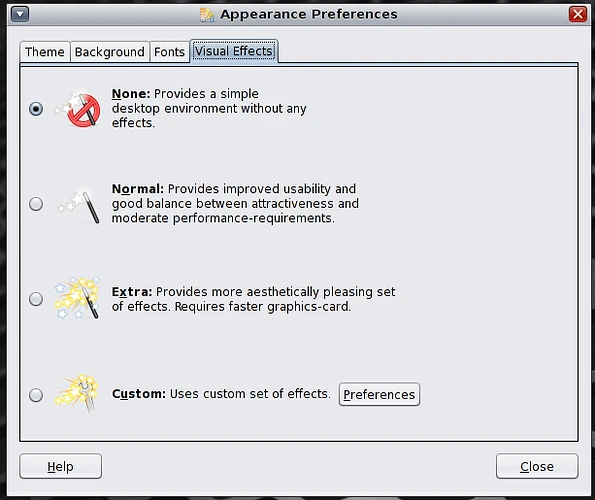 Appearance Preferences
Theme Background Fonts Visual Effects
None: Provides a simple
desktop environment without any
effects.
Normal: Provides improved usability and
good balance between attractiveness and
moderate performance-requirements.
Extra: Provides more aesthetically pleasing set
of effects. Requires faster graphics-card.
Custom: Uses custom set of effects. Preferences
Help Close